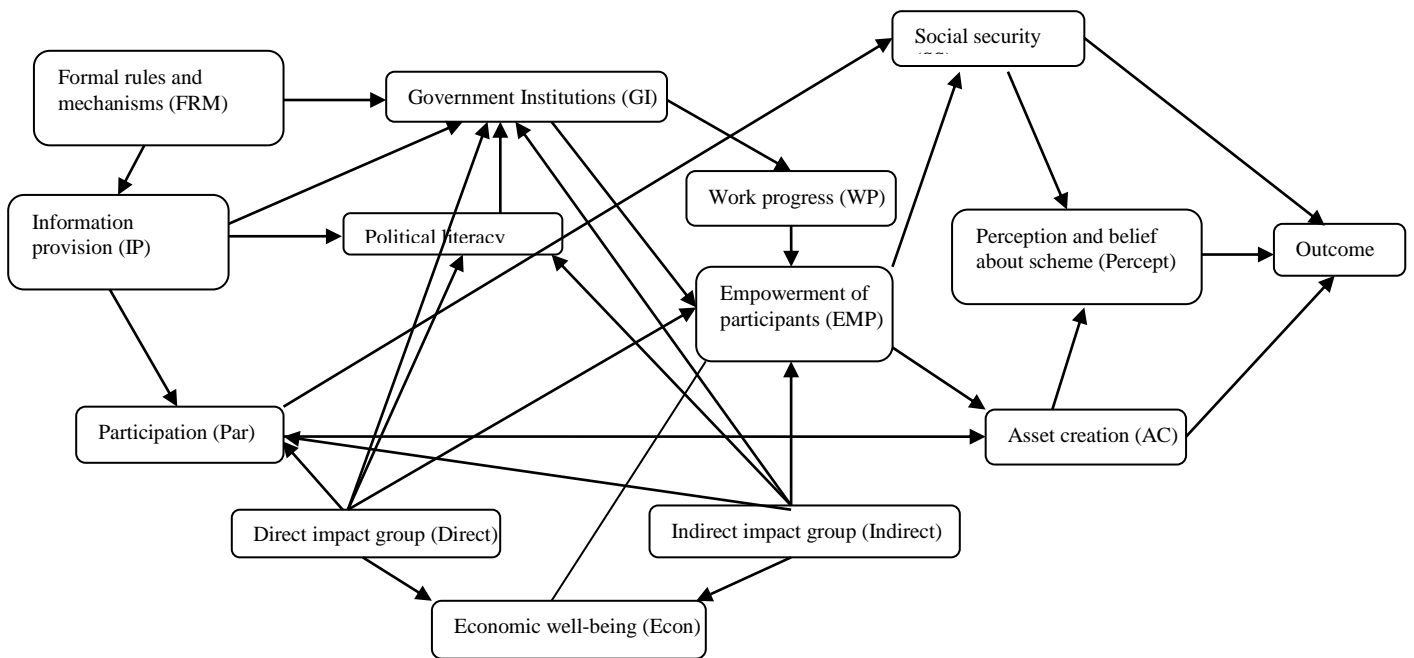 Social security
Formal rules and
mechanisms (FRM)
Government Institutions (GI)
Work progress (WP)
Information
provision (IP)
Political literacy
Perception and belief
about scheme (Percept)
Outcome
Empowerment of
participants (EMP)
Participation (Par)
Asset creation (AC)
Direct impact group (Direct)
Indirect impact group (Indirect)
Economic well-being (Econ)